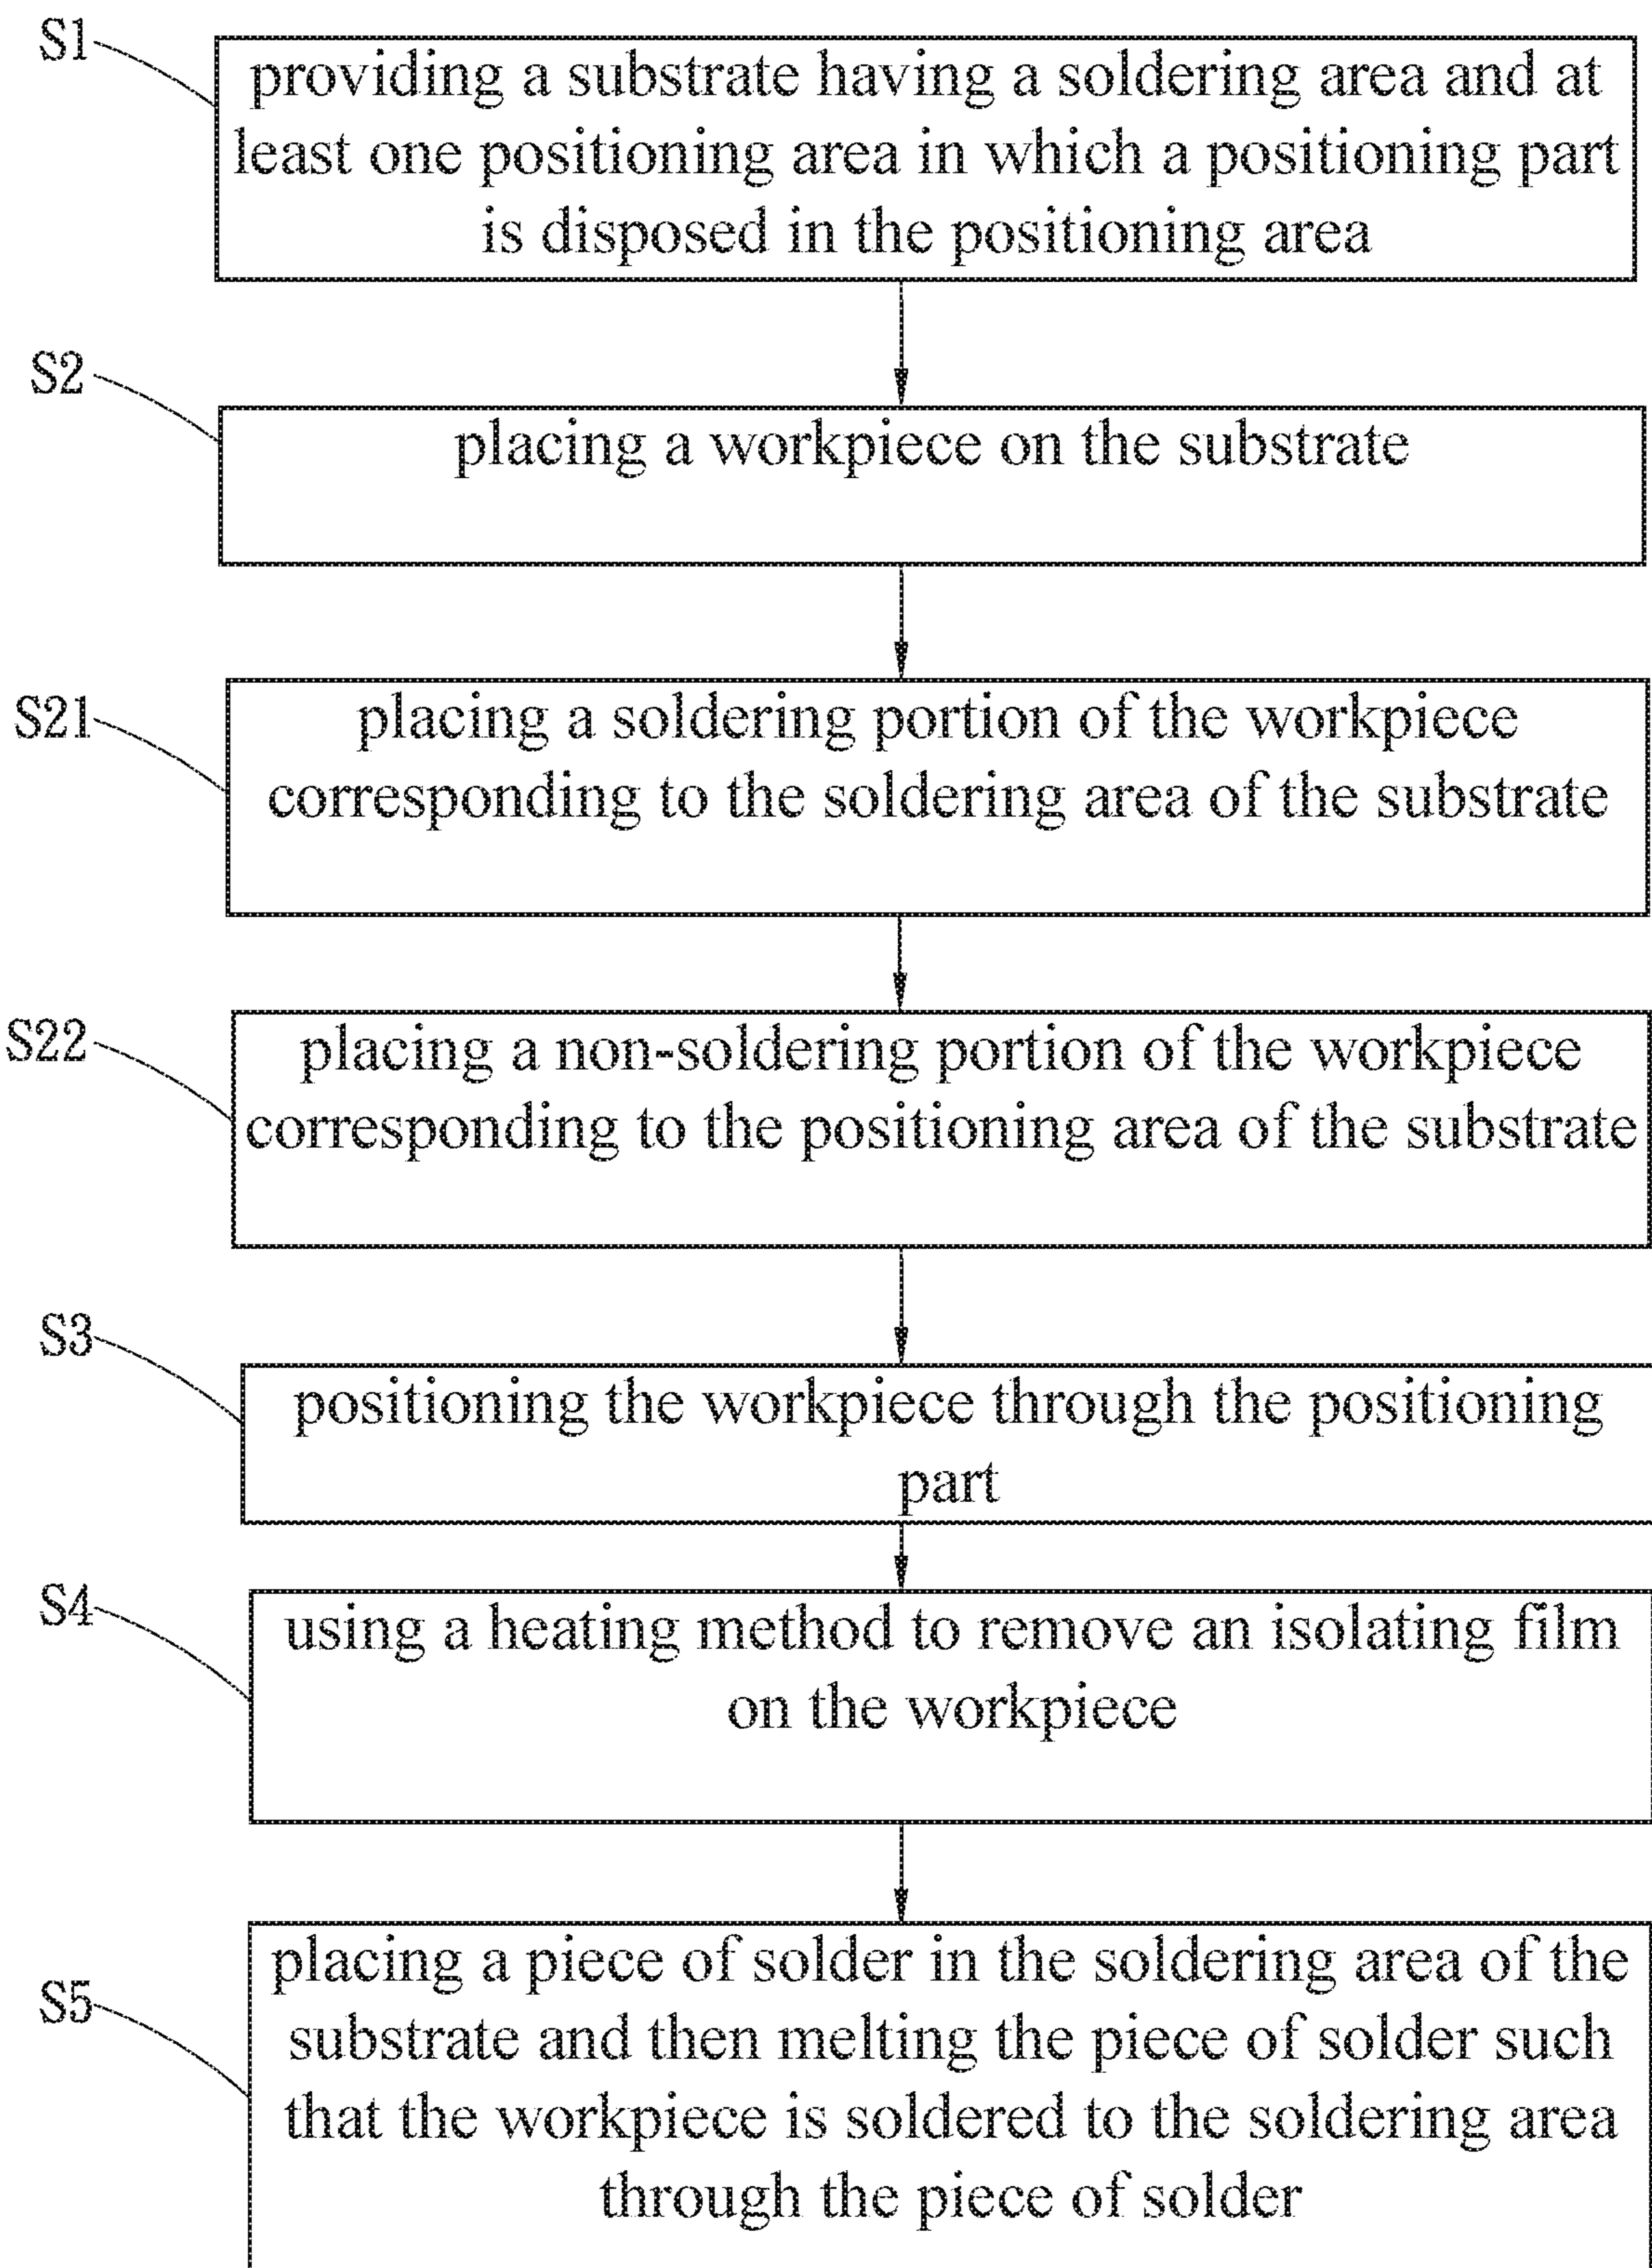 S1
providing a substrate having a soldering area and at
least one positioning area in which a positioning part
is disposed in the positioning area
S2
placing a workpiece on the substrate
S21
placing a soldering portion of the workpiece
corresponding to the soldering area of the substrate
S22
placing a non-soldering portion of the workpiece
corresponding to the positioning area of the substrate
S3
positioning the workpiece through the positioning
part
S4
using a heating method to remove an isolating film
on the workpiece
S5
placing a piece of solder in the soldering area of the
substrate and then melting the piece of solder such
that the workpiece is soldered to the soldering area
through the piece of solder